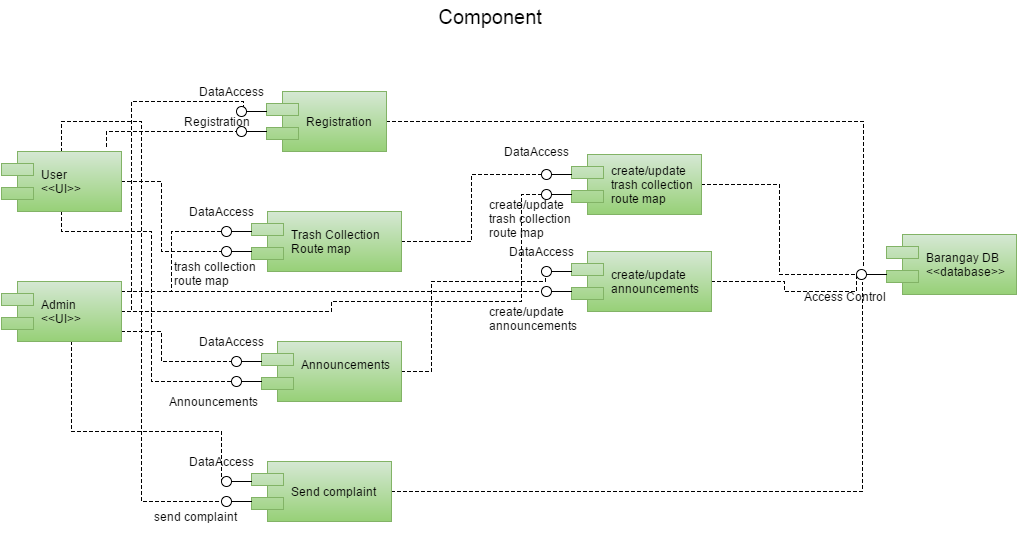 Component
DataAccess
Registration
Registration
User
<<UI>>
DataAccess
trash collection
route map
Trash Collection
Route map
DataAccess
create/update
trash collection
route map
create/update
trash collection
route map
DataAccess
create/update
announcements
create/update
announcements
Barangay DB
<<database>>
Access Control
Admin
<<UI>>
DataAccess
Announcements
Announcements
DataAccess
Send complaint
send complaint